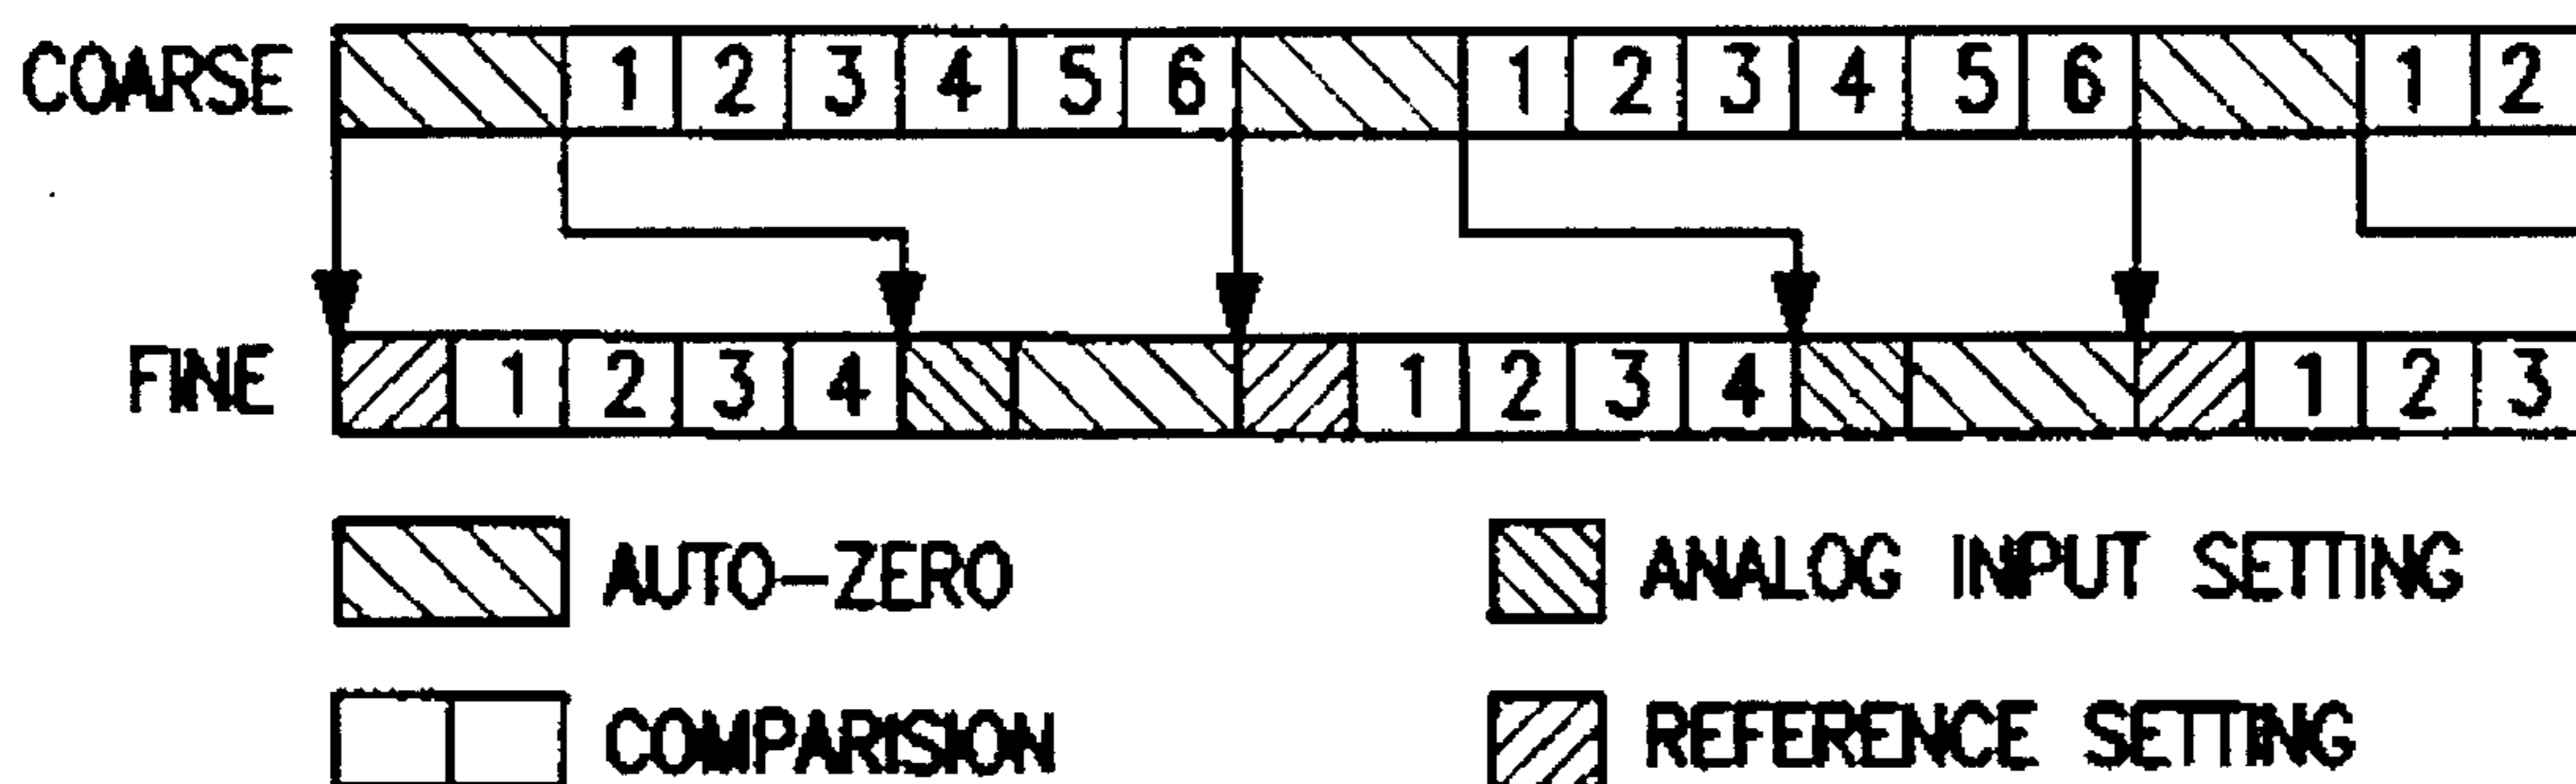 COARSE 1 2 3 4 5 6 1 2 3 4 5 6 1 2
FINE 1 2 3 4 1 2 3 4 1 2 3
AUTO-ZERO ANALOG INPUT SETTING
COMPARISION REFERENCE SETTING